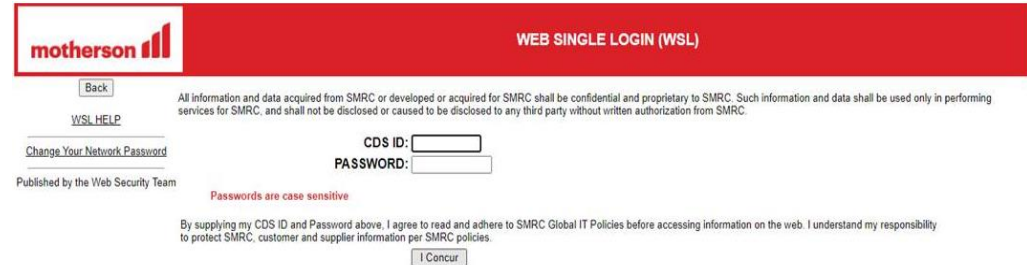 motherson
WEB SINGLE LOGIN (WSL)
Back
WSL HELP
Change Your Network Password
Published by the Web Security Team
All information and data acquired from SMRC or developed or acquired for SMRC shall be confidential and proprietary to SMRC. Such information and data shall be used only in performing
services for SMRC, and shall not be disclosed or caused to be disclosed to any third party without written authorization from SMRC.
CDS ID:
PASSWORD:
Passwords are case sensitive
By supplying my CDS ID and Password above, I agree to read and adhere to SMRC Global IT Policies before accessing information on the web. I understand my responsibility
to protect SMRC, customer and supplier information per SMRC policies.
I Concur